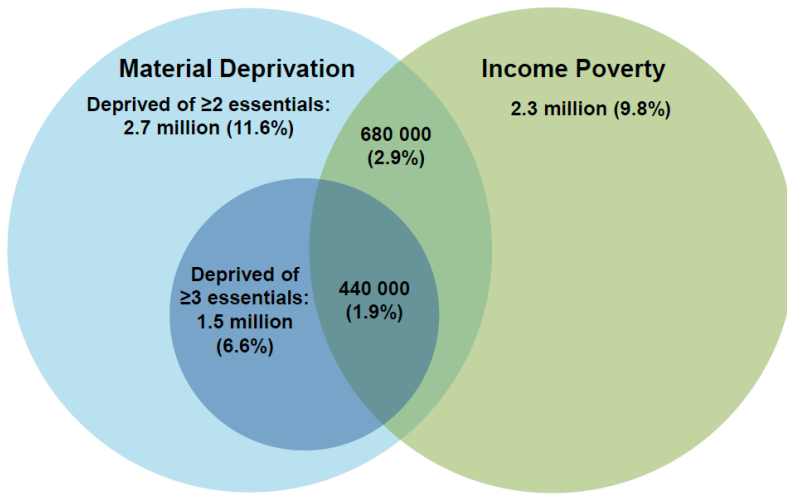 Material Deprivation
Deprived of ≥2 essentials:
2.7 million (11.6%)
Income Poverty
2.3 million (9.8%)
680 000
(2.9%)
Deprived of
≥3 essentials:
1.5 million
(6.6%)
440 000
(1.9%)